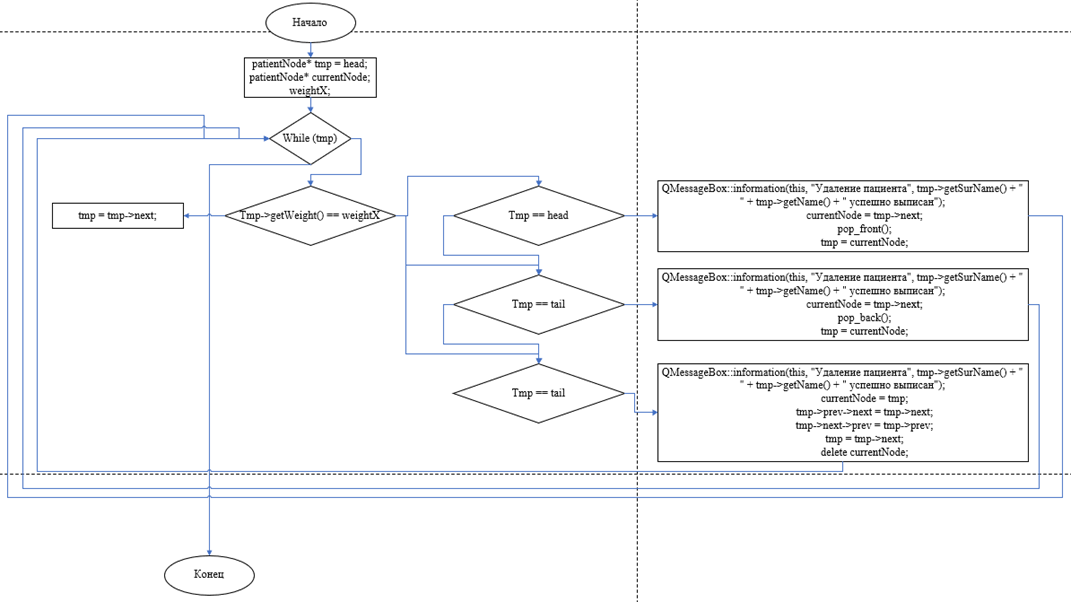 Начало
patientNode* tmp = head;
patientNode* currentNode;
weightX;
While (tmp)
tmp = tmp->next;
Tmp->getWeight() == weightX
Tmp == head
QMessageBox::information(this, "Удаление пациента", tmp->getSurName() + "
" + tmp->getName() + " успешно выписан");
currentNode = tmp->next;
pop_front();
tmp = currentNode;
Tmp == tail
QMessageBox::information(this, "Удаление пациента", tmp->getSurName() + "
" + tmp->getName() + " успешно выписан");
currentNode = tmp->next;
pop_back();
tmp = currentNode;
Tmp == tail
QMessageBox::information(this, "Удаление пациента", tmp->getSurName() + "
" + tmp->getName() + " успешно выписан");
currentNode = tmp;
tmp->prev->next = tmp->next;
tmp->next->prev = tmp->prev;
tmp = tmp->next;
delete currentNode;
Конец